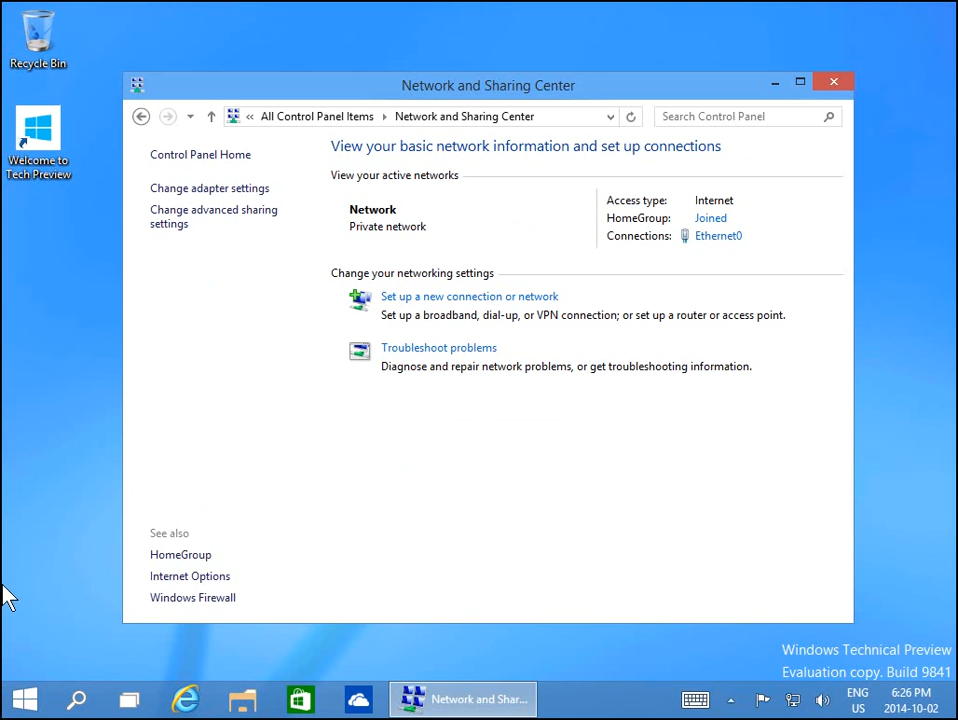 Recycle Bin
Welcome to
Tech Preview
Network and Sharing Center
« All Control Panel Items Network and Sharing Center
Search Control Panel
Control Panel Home
Change adapter settings
Change advanced sharing
settings
See also
HomeGroup
Internet Options
Windows Firewall
View your basic network information and set up connections
View your active networks
Network
Private network
Access type: Internet
HomeGroup: Joined
Connections: Ethernet0
Change your networking settings
Set up a new connection or network
Set up a broadband, dial-up, or VPN connection; or set up a router or access point.
Troubleshoot problems
Diagnose and repair network problems, or get troubleshooting information.
Windows Technical Preview
Evaluation copy. Build 9841
Network and Shar...
ENG
US
6:26 PM
2014-10-02